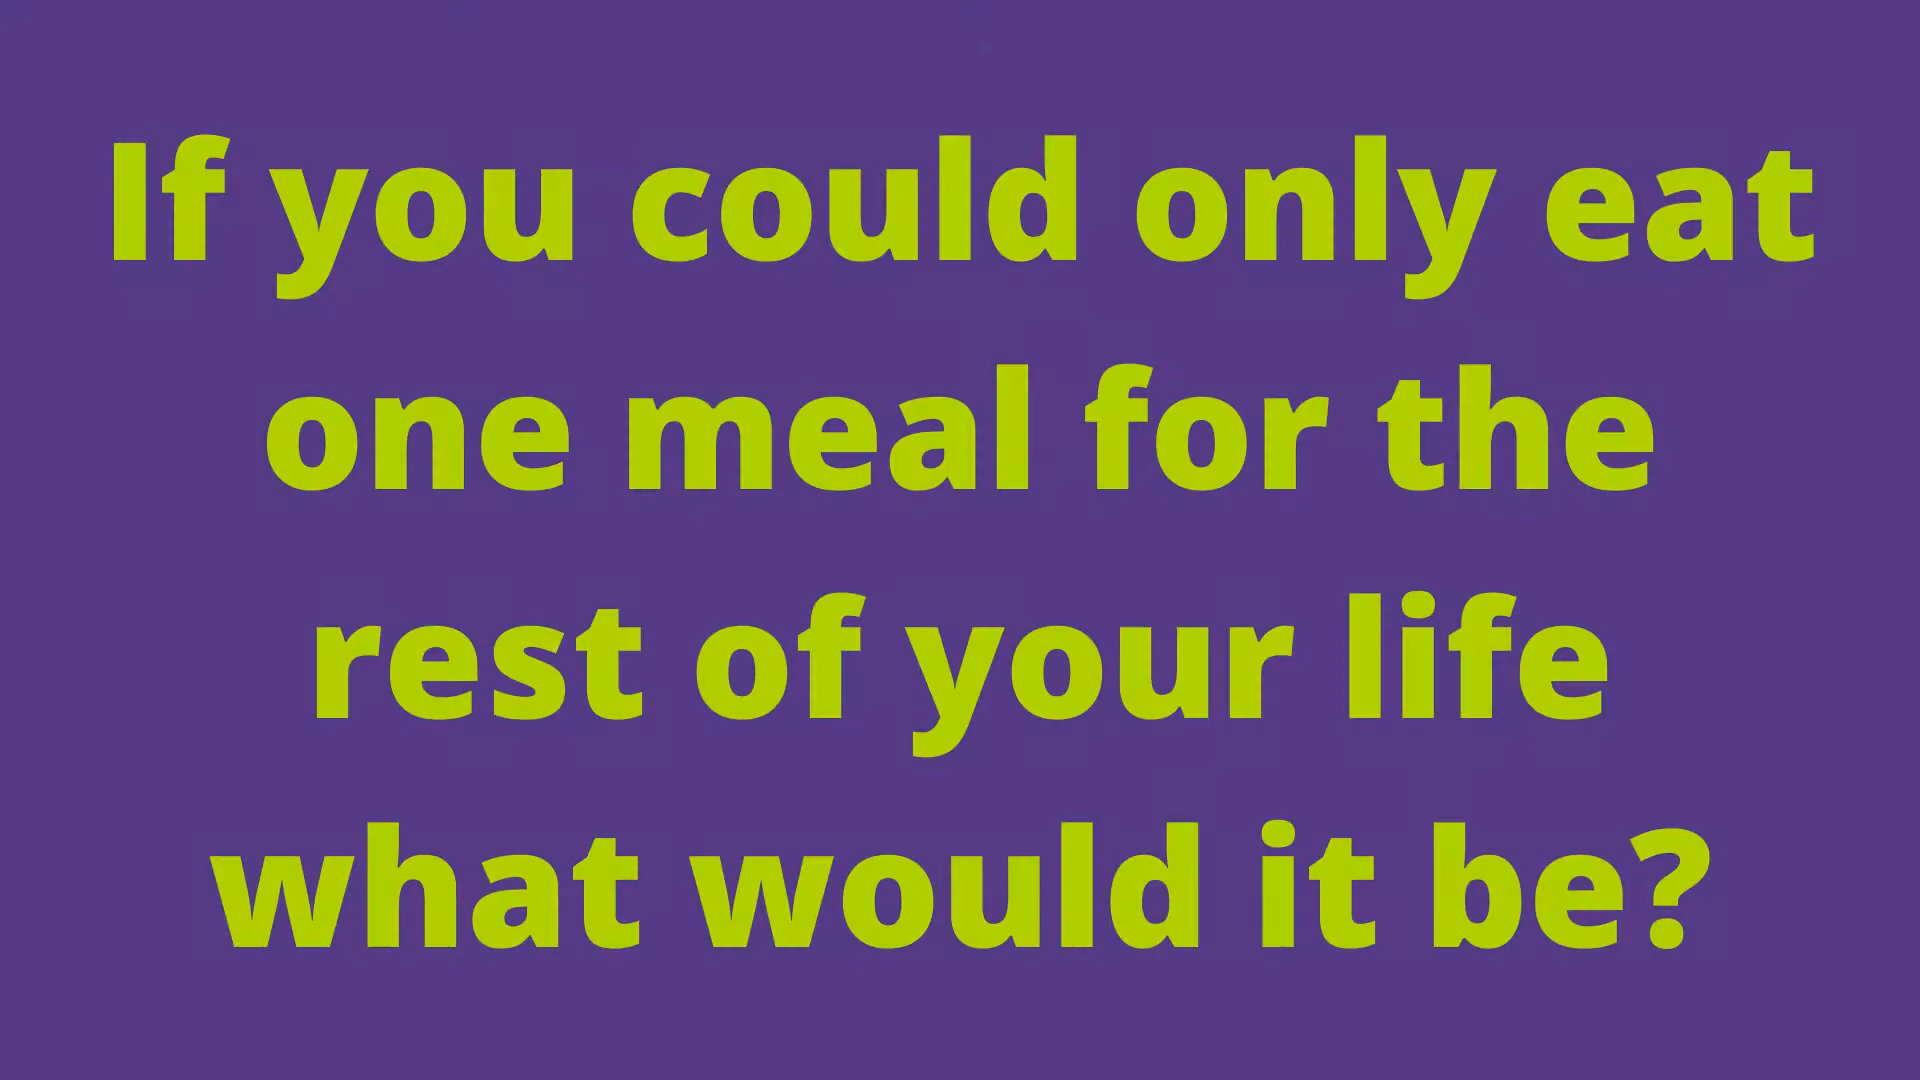 If you could only eat
one meal for the
rest of your life
what would it be?